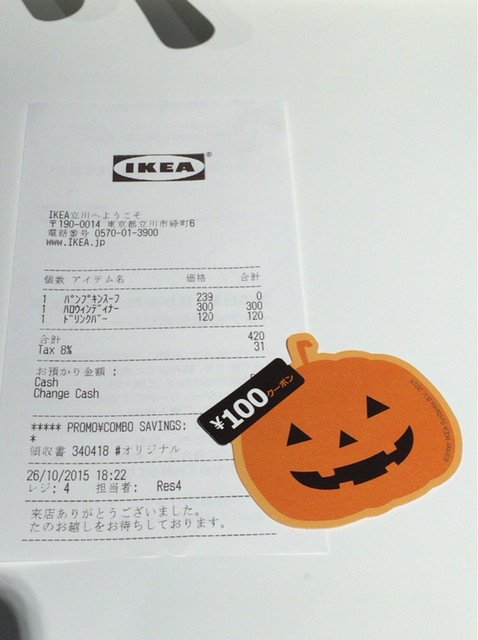 IKEA®
IKEA立川へようこそ
〒190-0014 東京都立川市緑町6
電話番号 0570-01-3900
www.IKEA.jp
個数 アイテム名 価格 合計
1 パンプキンスープ 239 0
1 ハロウィンディナー 300 300
1 ドリンクバー 120 120
合計 420
Tax 8% 31
お預かり金額 :
Cash
Change Cash
***** PROMO¥COMBO SAVINGS:
*
領収書 340418 #オリジナル
26/10/2015 18:22
レジ: 4 担当者: Res4
来店ありがとうございました。
たのお越しをお待ちしております。
¥100クーポン
IKEA Systems B.V. 2015